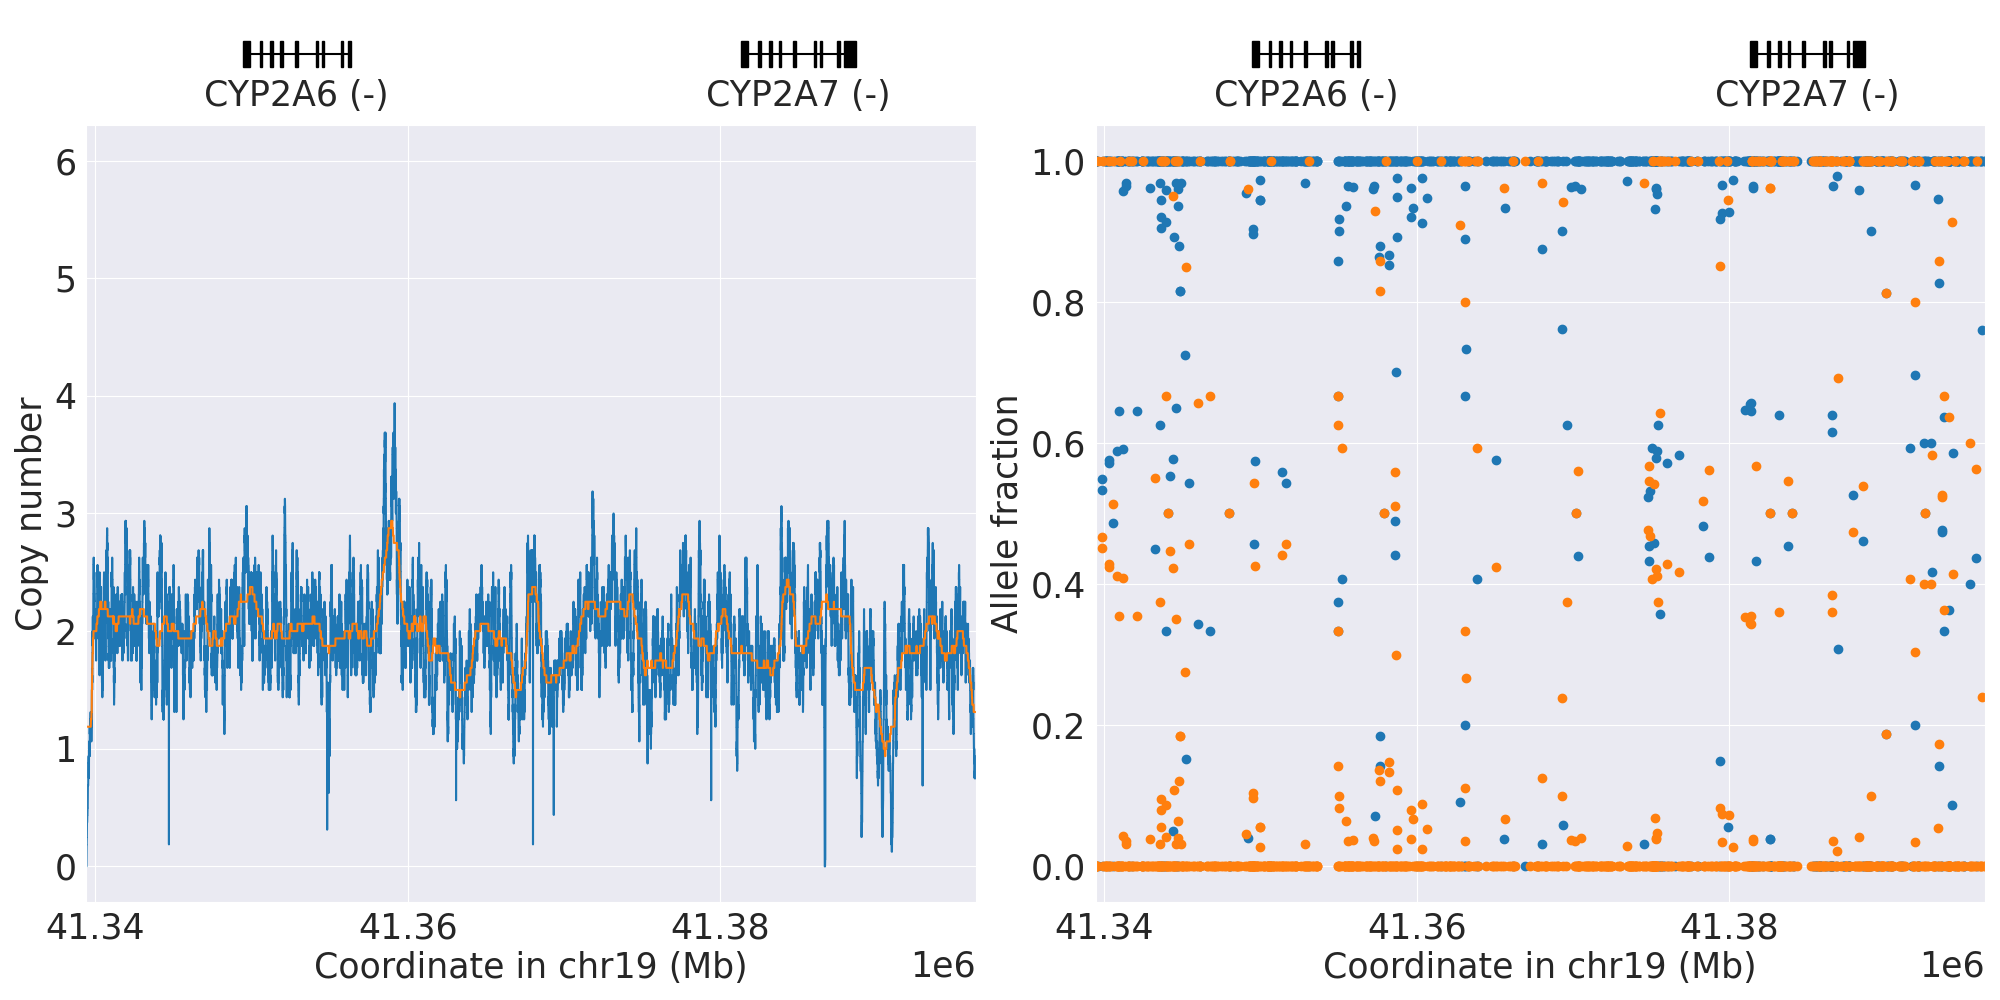 CYP2A6 (-)
CYP2A7 (-)
CYP2A6 (-)
CYP2A7 (-)
Copy number
6
5
4
3
2
1
0
41.34
41.36
41.38
Coordinate in chr19 (Mb)
1e6
Allele fraction
1.0
0.8
0.6
0.4
0.2
0.0
41.34
41.36
41.38
Coordinate in chr19 (Mb)
1e6